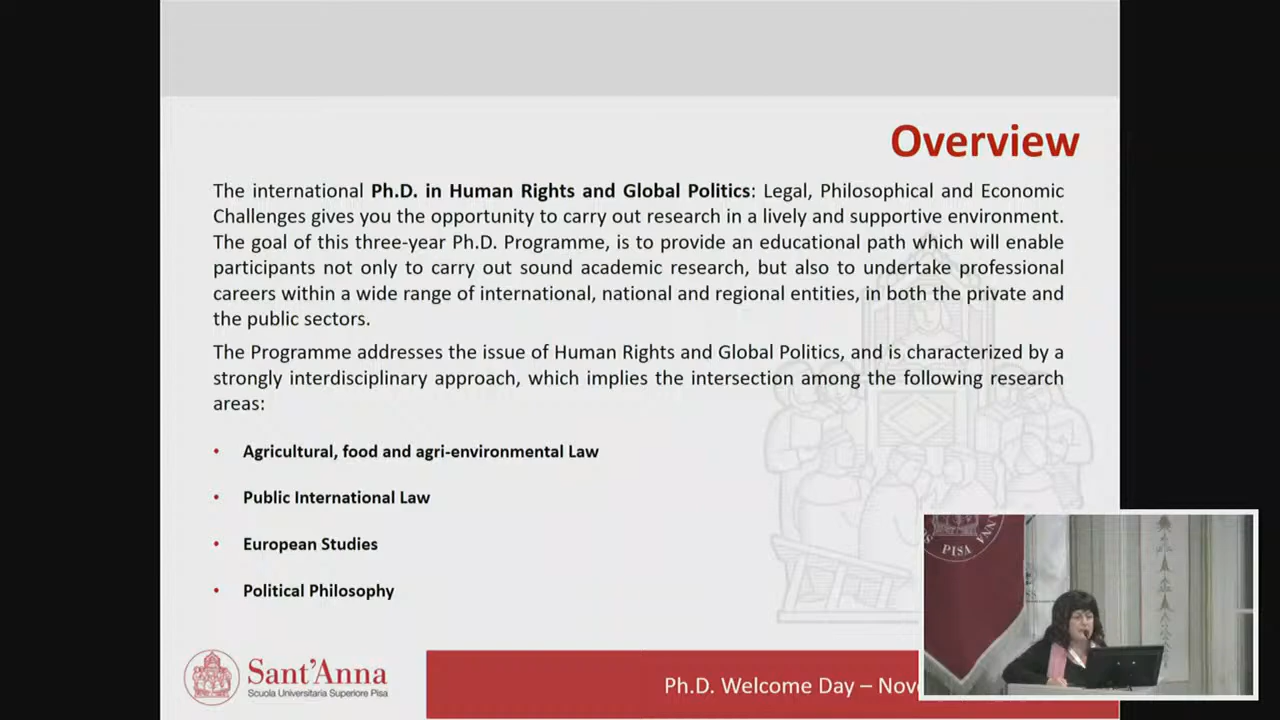 Overview
The international Ph.D. in Human Rights and Global Politics: Legal, Philosophical and Economic
Challenges gives you the opportunity to carry out research in a lively and supportive environment.
The goal of this three-year Ph.D. Programme, is to provide an educational path which will enable
participants not only to carry out sound academic research, but also to undertake professional
careers within a wide range of international, national and regional entities, in both the private and
the public sectors.
The Programme addresses the issue of Human Rights and Global Politics, and is characterized by a
strongly interdisciplinary approach, which implies the intersection among the following research
areas:
• Agricultural, food and agri-environmental Law
• Public International Law
• European Studies
• Political Philosophy
Sant'Anna
Scuola Universitaria Superiore Pisa
Ph.D. Welcome Day –
PISA